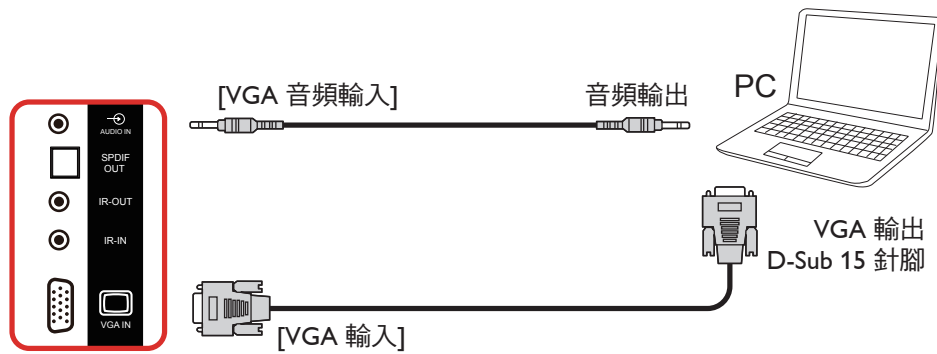 [VGA 音頻輸入]
音頻輸出
PC
AUDIO IN
SPDIF
OUT
IR-OUT
IR-IN
VGA IN
VGA 輸出
D-Sub 15 針腳
[VGA 輸入]